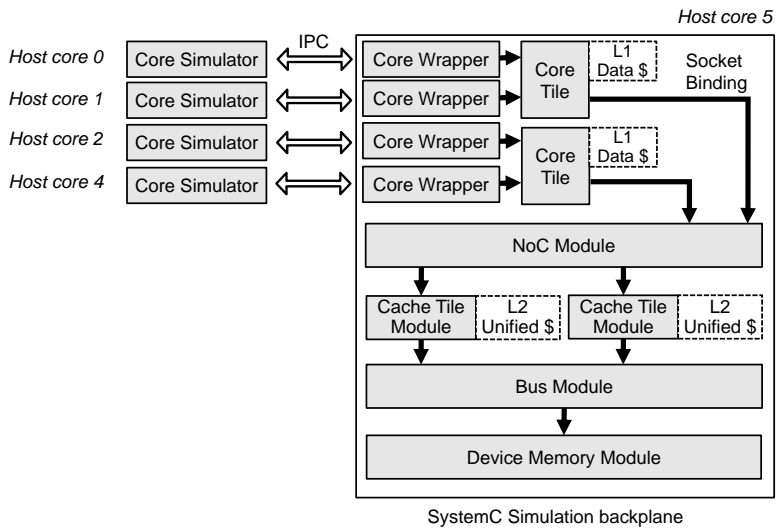 Host core 5
Host core 0
Core Simulator
IPC
Core Wrapper
Core
Tile
L1
Data $
Socket
Binding
Host core 1
Core Simulator
Core Wrapper
Host core 2
Core Simulator
Core Wrapper
Core
Tile
L1
Data $
Host core 4
Core Simulator
Core Wrapper
NoC Module
Cache Tile
Module
L2
Unified $
Cache Tile
Module
L2
Unified $
Bus Module
Device Memory Module
SystemC Simulation backplane